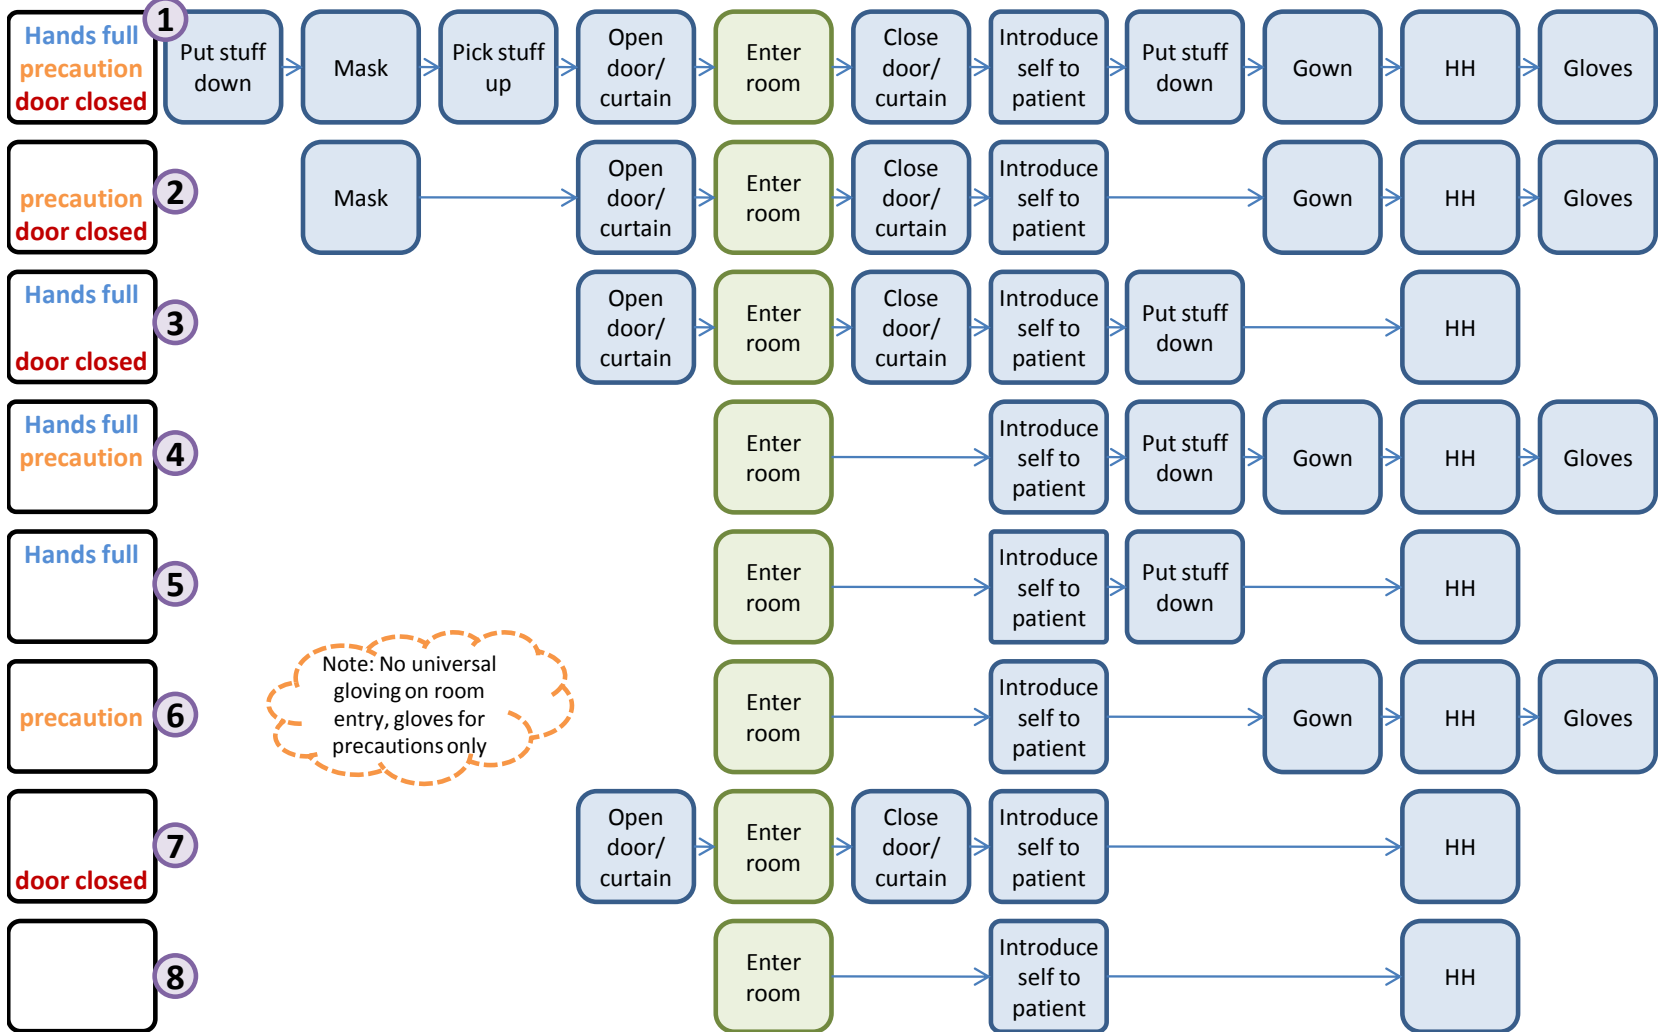 Hands full
precaution
door closed
1
Put stuff
down
Mask
Pick stuff
up
Open
door/
curtain
Enter
room
Close
door/
curtain
Introduce
self to
patient
Put stuff
down
Gown
HH
Gloves
precaution
door closed
2
Mask
Open
door/
curtain
Enter
room
Close
door/
curtain
Introduce
self to
patient
Gown
HH
Gloves
Hands full
door closed
3
Open
door/
curtain
Enter
room
Close
door/
curtain
Introduce
self to
patient
Put stuff
down
HH
Hands full
precaution
4
Enter
room
Introduce
self to
patient
Put stuff
down
Gown
HH
Gloves
Hands full
5
Enter
room
Introduce
self to
patient
Put stuff
down
HH
Note: No universal
gloving on room
entry, gloves for
precautions only
precaution
6
Enter
room
Introduce
self to
patient
Gown
HH
Gloves
door closed
7
Open
door/
curtain
Enter
room
Close
door/
curtain
Introduce
self to
patient
HH
8
Enter
room
Introduce
self to
patient
HH